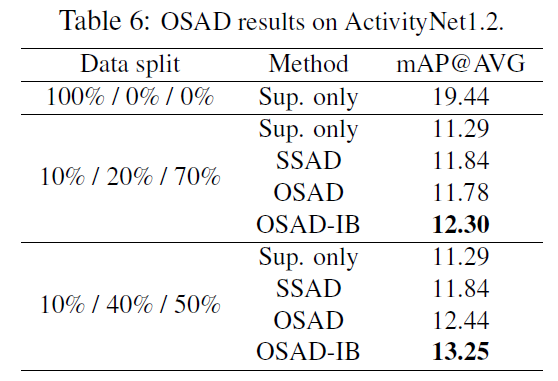 Table 6: OSAD results on ActivityNet1.2.
Data split Method mAP@AVG
100% / 0% / 0% Sup. only 19.44
Sup. only 11.29
SSAD 11.84
10% / 20% / 70%
OSAD 11.78
OSAD-IB 12.30
Sup. only 11.29
SSAD 11.84
10% / 40% / 50%
OSAD 12.44
OSAD-IB 13.25